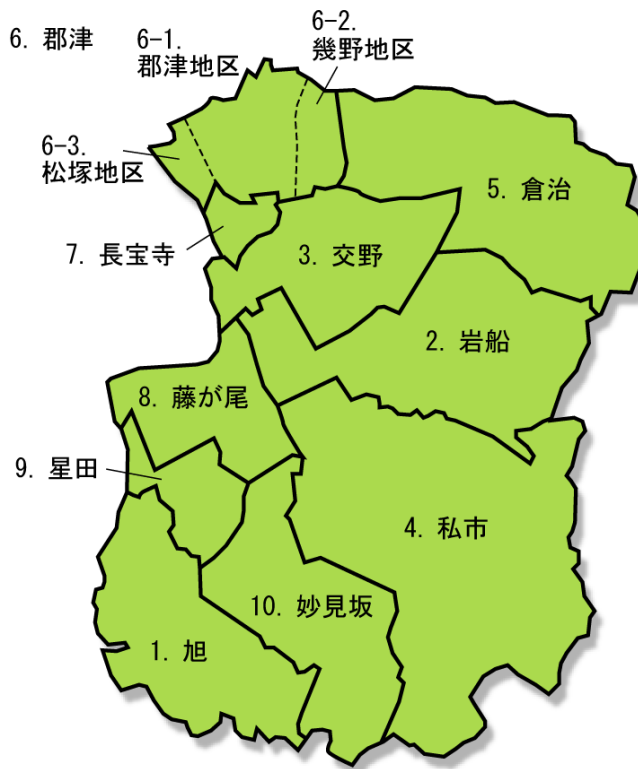 6. 郡津
6-1.
郡津地区
6-2.
幾野地区
6-3.
松塚地区
5. 倉治
7. 長宝寺
3. 交野
2. 岩船
8. 藤が尾
9. 星田
4. 私市
10. 妙見坂
1. 旭